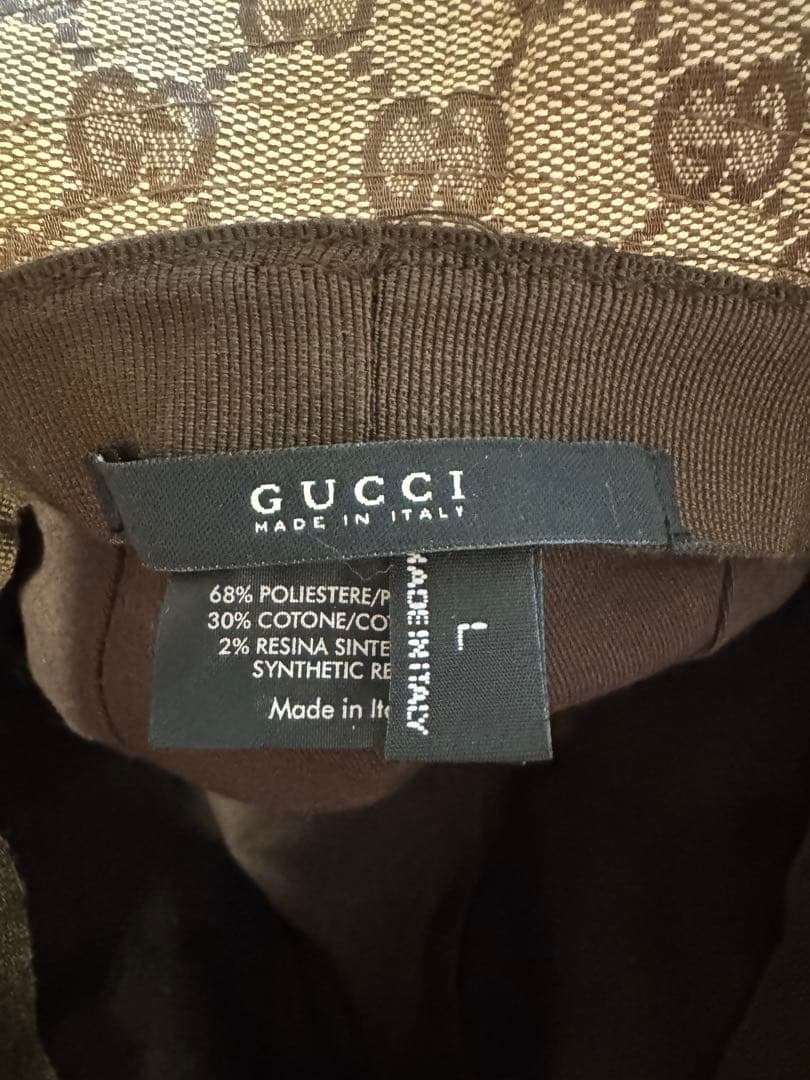 GUCCI
MADE IN ITALY
68% POLIESTERE/P
30% COTONE/CO
2% RESINA SINTE
SYNTHETIC RE
Made in Ita
MADE IN ITALY
L